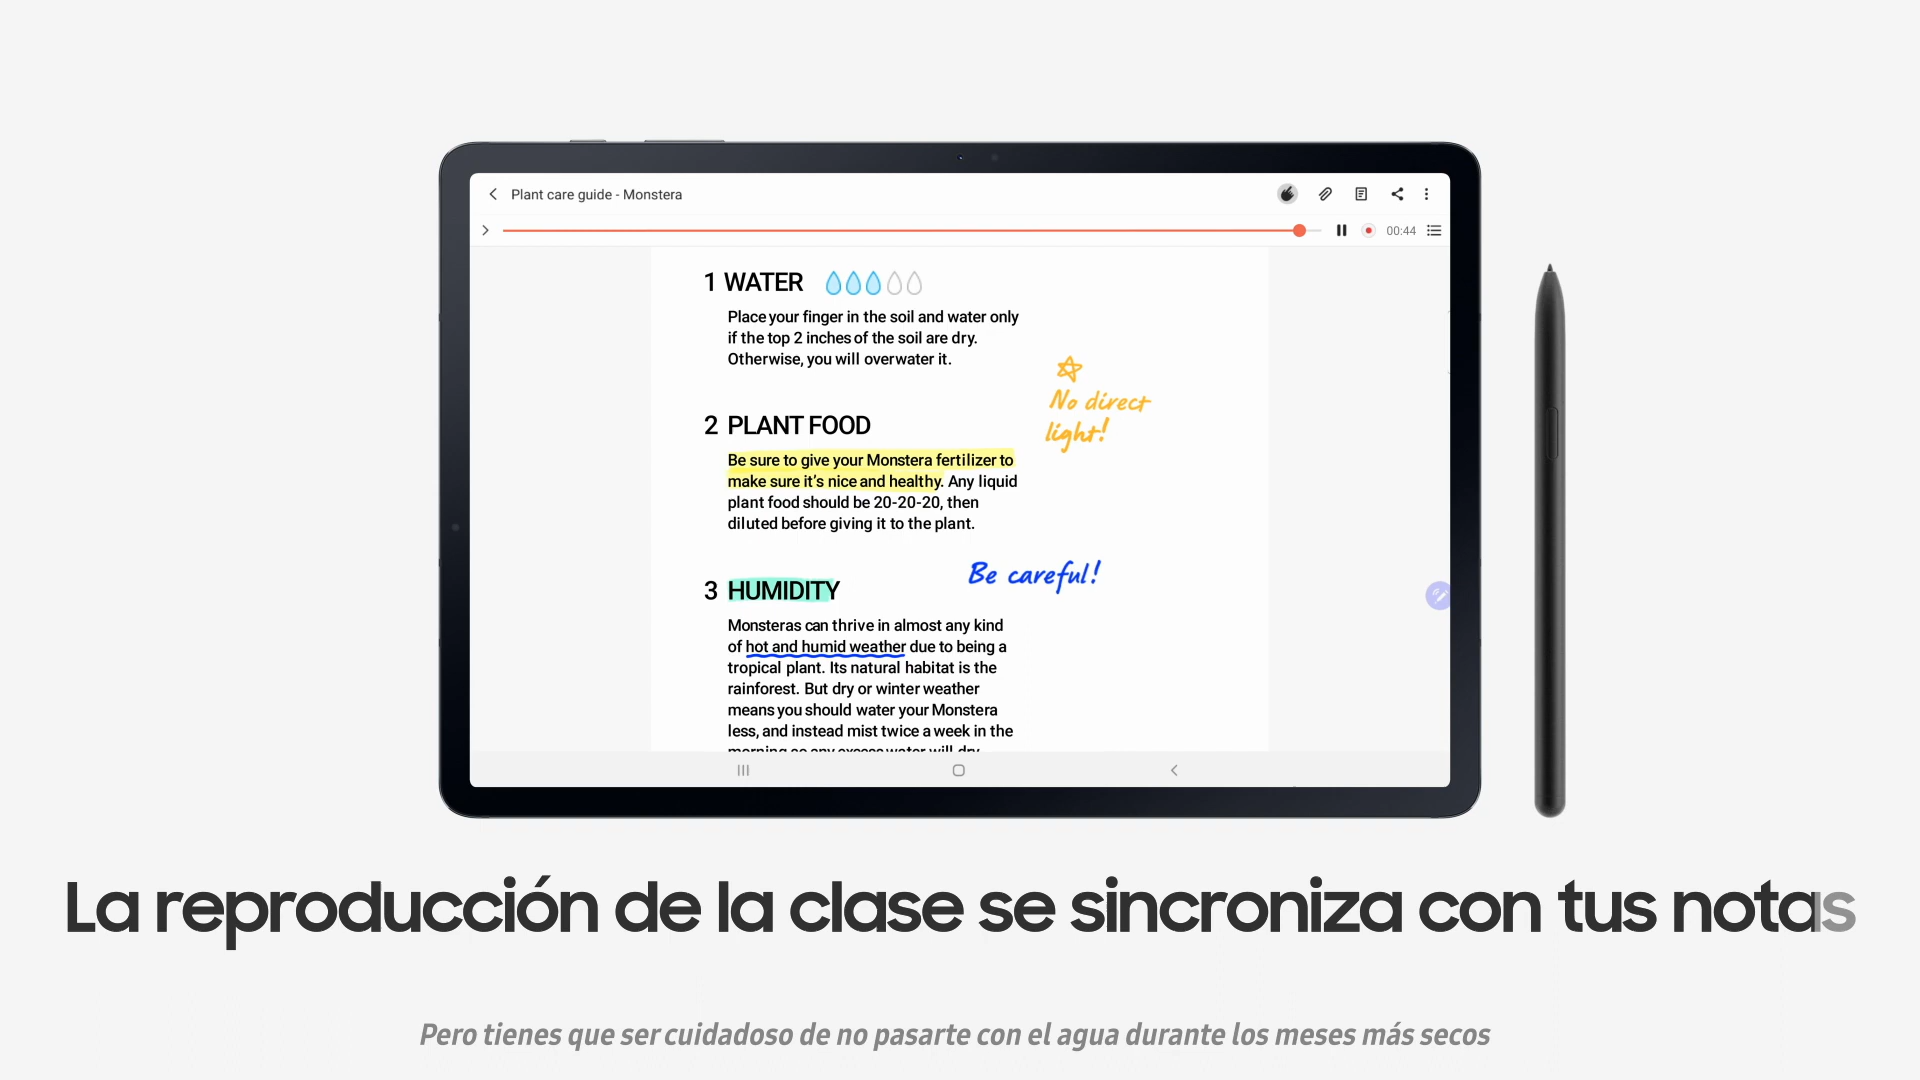 Plant care guide - Monstera
00:44
1 WATER
Place your finger in the soil and water only
if the top 2 inches of the soil are dry.
Otherwise, you will overwater it.
No direct
light!
2 PLANT FOOD
Be sure to give your Monstera fertilizer to
make sure it's nice and healthy. Any liquid
plant food should be 20-20-20, then
diluted before giving it to the plant.
Be careful!
3 HUMIDITY
Monsteras can thrive in almost any kind
of hot and humid weather due to being a
tropical plant. Its natural habitat is the
rainforest. But dry or winter weather
means you should water your Monstera
less, and instead mist twice a week in the
morning so any excess water will dry
La reproducción de la clase se sincroniza con tus notas
Pero tienes que ser cuidadoso de no pasarte con el agua durante los meses más secos